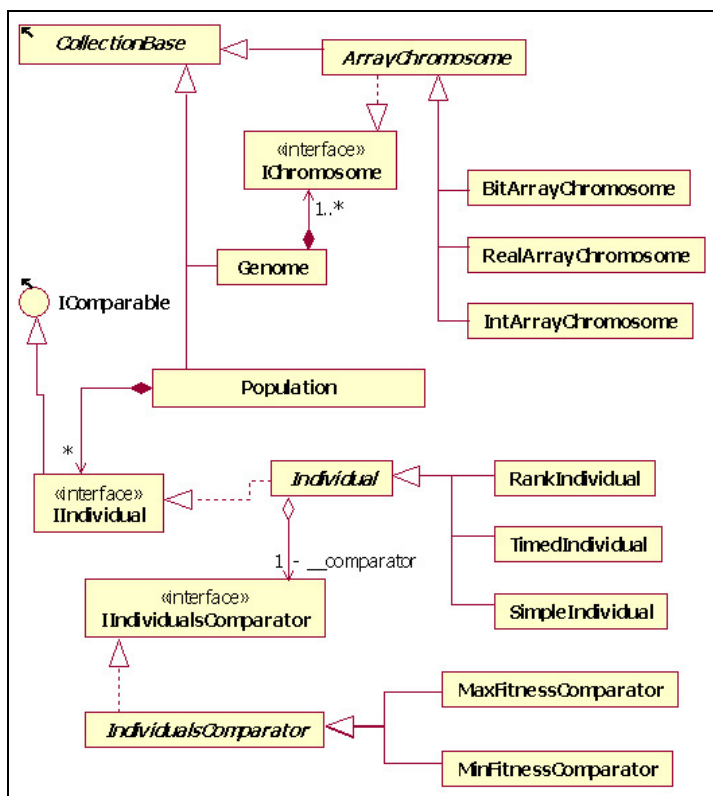 CollectionBase
ArrayChromosome
«interface»
IChromosome
1..*
BitArrayChromosome
RealArrayChromosome
Genome
IComparable
IntArrayChromosome
Population
*
«interface»
IIndividual
Individual
RankIndividual
TimedIndividual
1 - __comparator
«interface»
IIndividualsComparator
SimpleIndividual
MaxFitnessComparator
IndividualsComparator
MinFitnessComparator